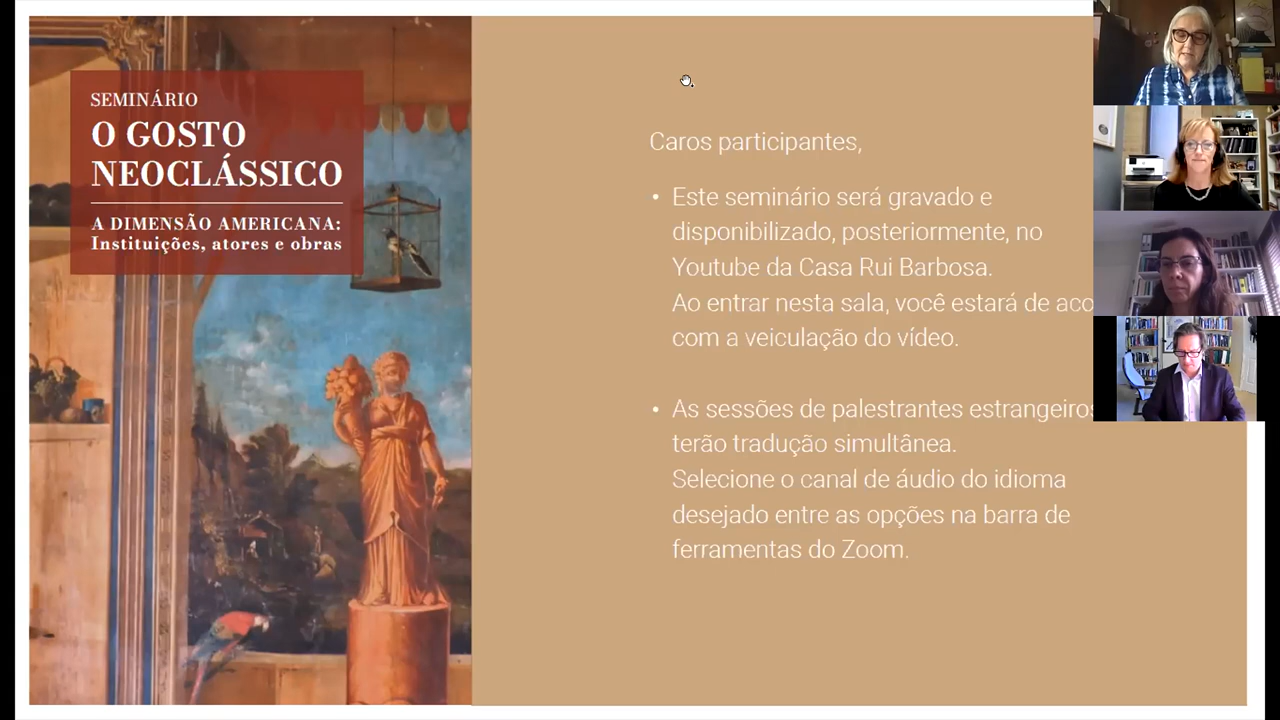 SEMINÁRIO
O GOSTO
NEOCLÁSSICO
A DIMENSÃO AMERICANA:
Instituições, atores e obras
Caros participantes,
• Este seminário será gravado e
disponibilizado, posteriormente, no
Youtube da Casa Rui Barbosa.
Ao entrar nesta sala, você estará de aco
com a veiculação do vídeo.
• As sessões de palestrantes estrangeiros
terão tradução simultânea.
Selecione o canal de áudio do idioma
desejado entre as opções na barra de
ferramentas do Zoom.